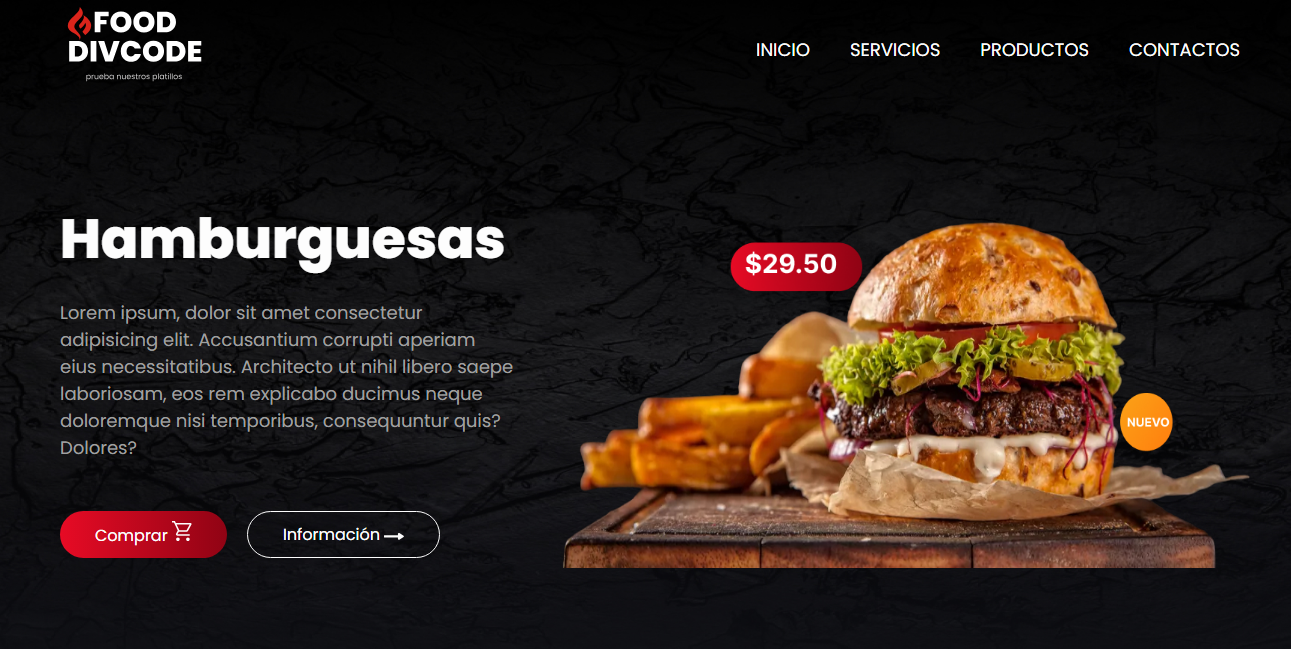 FOOD
DIVCODE
prueba nuestros platillos
INICIO SERVICIOS PRODUCTOS CONTACTOS
Hamburguesas
Lorem ipsum, dolor sit amet consectetur
adipisicing elit. Accusantium corrupti aperiam
eius necessitatibus. Architecto ut nihil libero saepe
laboriosam, eos rem explicabo ducimus neque
doloremque nisi temporibus, consequuntur quis?
Dolores?
Comprar
Información
$29.50
NUEVO